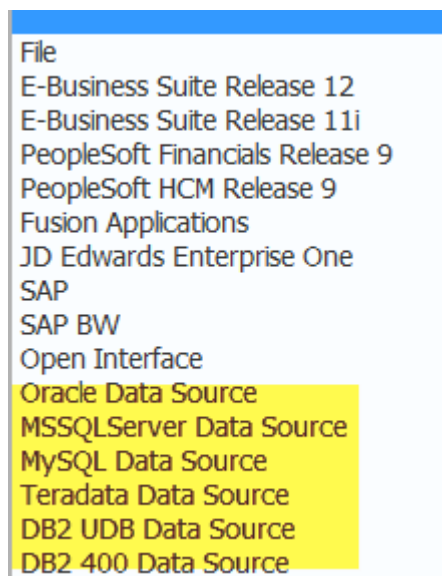 File
E-Business Suite Release 12
E-Business Suite Release 11i
PeopleSoft Financials Release 9
PeopleSoft HCM Release 9
Fusion Applications
JD Edwards Enterprise One
SAP
SAP BW
Open Interface
Oracle Data Source
MSSQLServer Data Source
MySQL Data Source
Teradata Data Source
DB2 UDB Data Source
DB2 400 Data Source